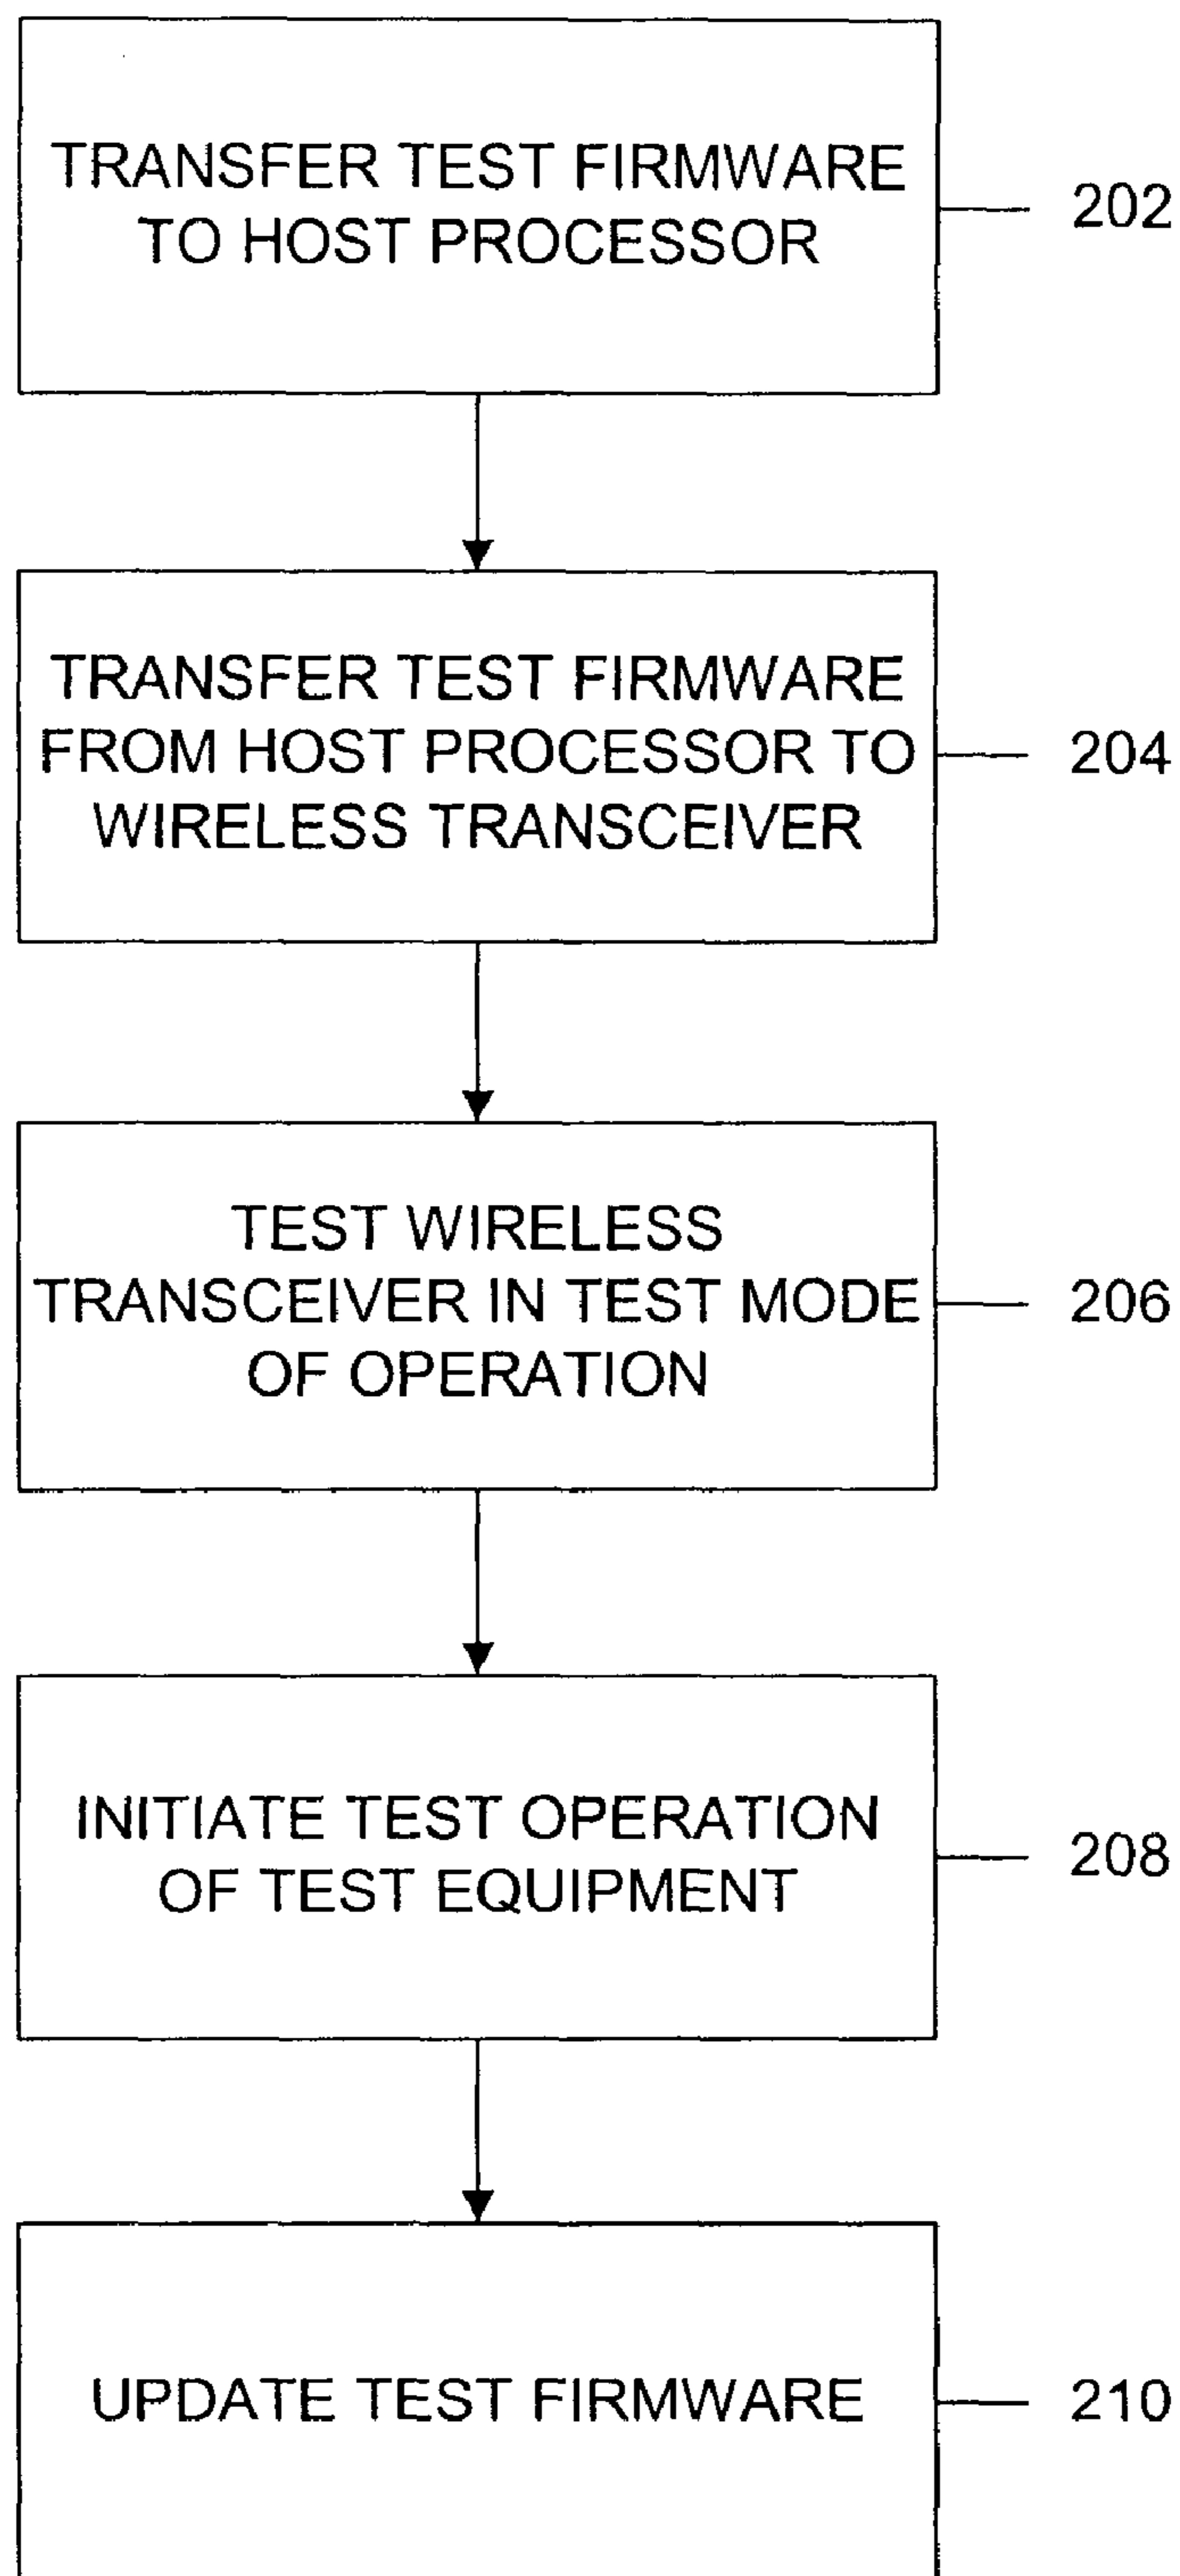 TRANSFER TEST FIRMWARE
TO HOST PROCESSOR
202
TRANSFER TEST FIRMWARE
FROM HOST PROCESSOR TO
WIRELESS TRANSCEIVER
204
TEST WIRELESS
TRANSCEIVER IN TEST MODE
OF OPERATION
206
INITIATE TEST OPERATION
OF TEST EQUIPMENT
208
UPDATE TEST FIRMWARE
210